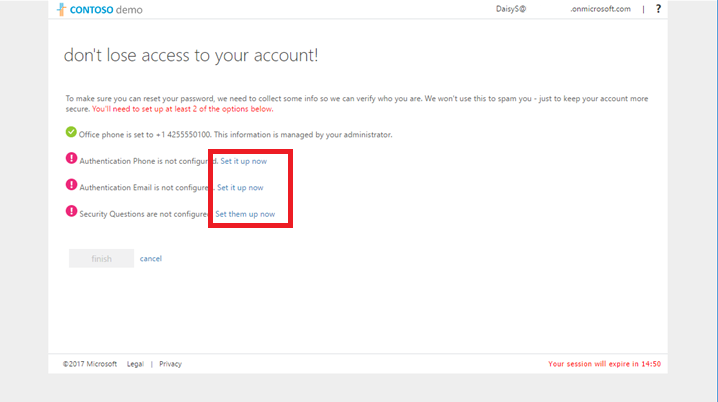 CONTOSO demo DaisyS@ .onmicrosoft.com | ?
don't lose access to your account!
To make sure you can reset your password, we need to collect some info so we can verify who you are. We won't use this to spam you - just to keep your account more
secure. You'll need to set up at least 2 of the options below.
Office phone is set to +1 4255550100. This information is managed by your administrator.
! Authentication Phone is not configured. Set it up now
! Authentication Email is not configured. Set it up now
! Security Questions are not configured. Set them up now
finish cancel
©2017 Microsoft Legal | Privacy Your session will expire in 14:50